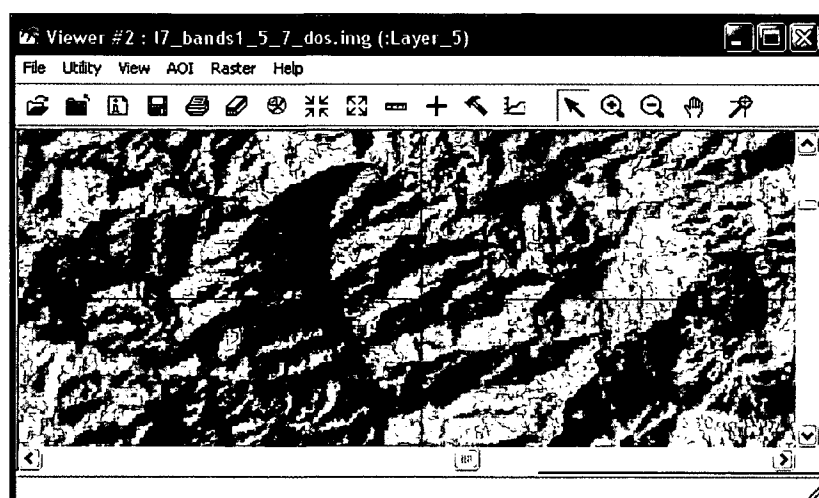 Viewer #2 : l7_bands1_5_7_dos.img (:Layer_5)
File Utility View AOI Raster Help